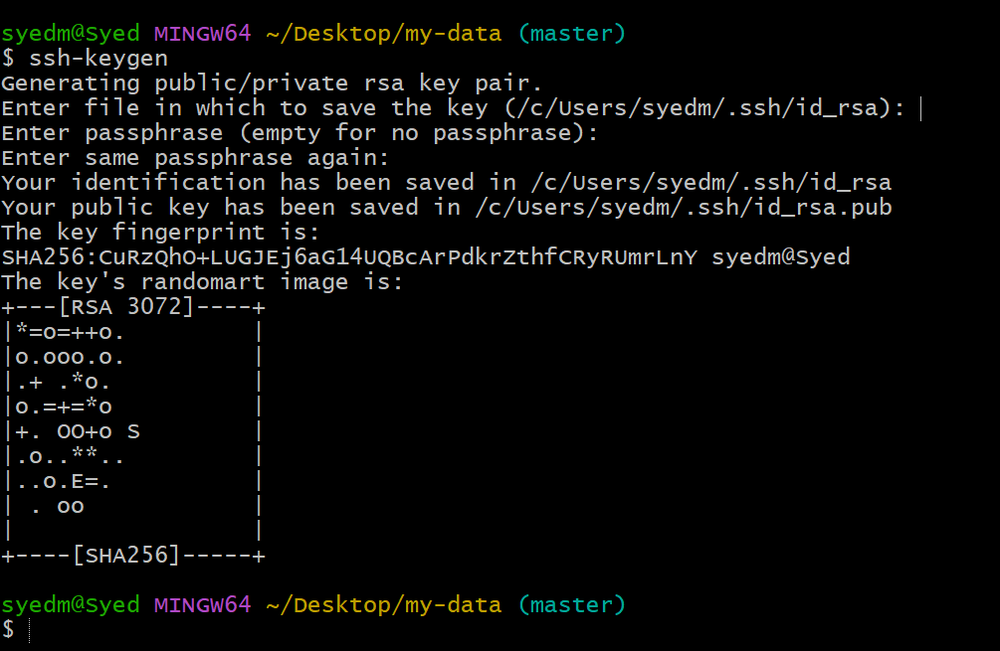 syedm@Syed MINGW64 ~/Desktop/my-data (master)
$ ssh-keygen
Generating public/private rsa key pair.
Enter file in which to save the key (/c/Users/syedm/.ssh/id_rsa):
Enter passphrase (empty for no passphrase):
Enter same passphrase again:
Your identification has been saved in /c/Users/syedm/.ssh/id_rsa
Your public key has been saved in /c/Users/syedm/.ssh/id_rsa.pub
The key fingerprint is:
SHA256:CuRzQhO+LUGJEj6aG14UQBcArPdkrZthfCRyRUmrLnY syedm@Syed
The key's randomart image is:
+---[RSA 3072]----+
|*=o=++o.         |
|o.ooo.o.         |
|.+ .*o.          |
|o.=+=*o          |
|+. OO+o S        |
|.o..**..         |
|..o.E=.          |
| . oo            |
|                 |
+----[SHA256]-----+
syedm@Syed MINGW64 ~/Desktop/my-data (master)
$